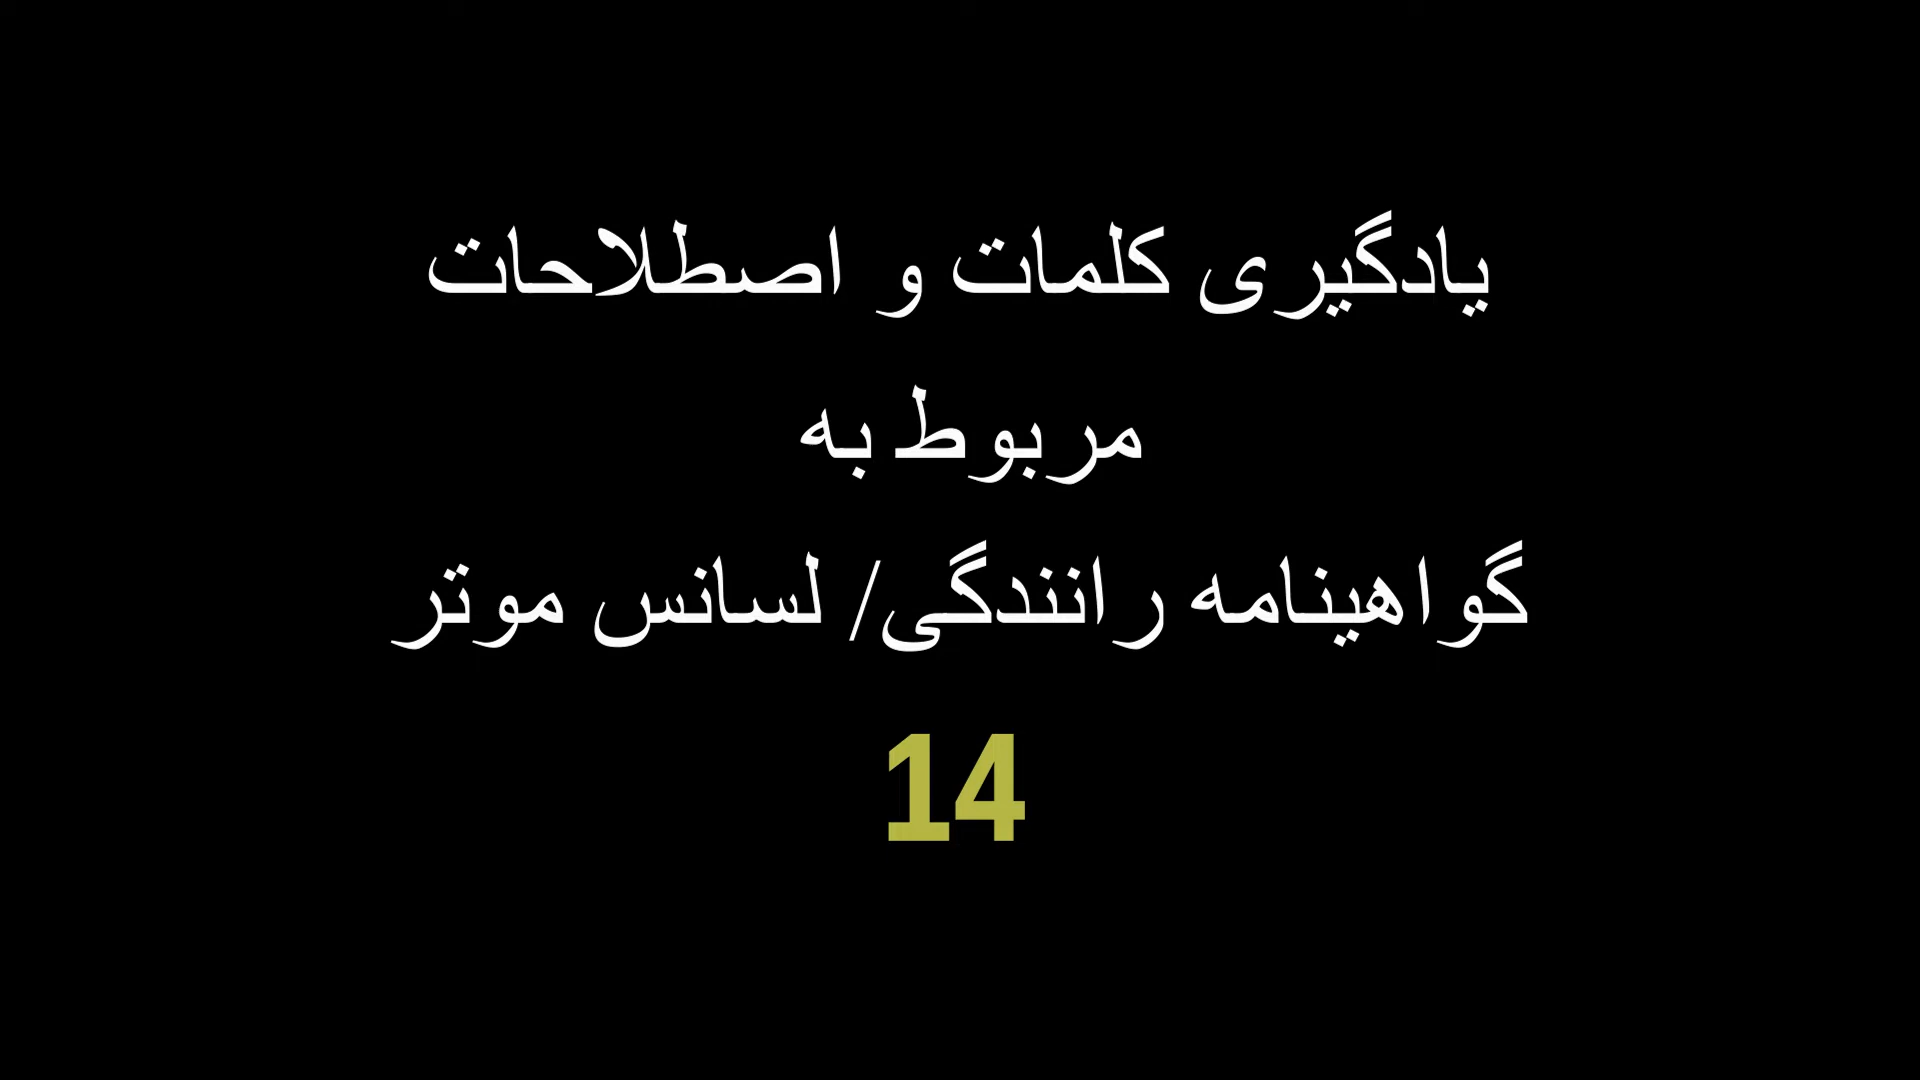 یادگیری کلمات و اصطلاحات
مربوط به
گواهینامه رانندگی/ لسانس موتر
14